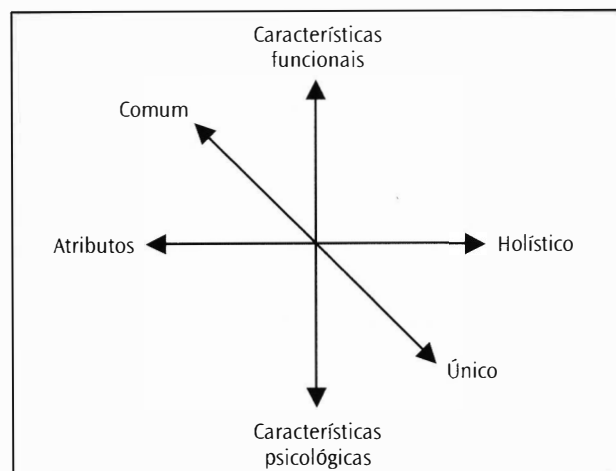 Características
funcionais
Comum
Atributos
Holístico
Único
Características
psicológicas